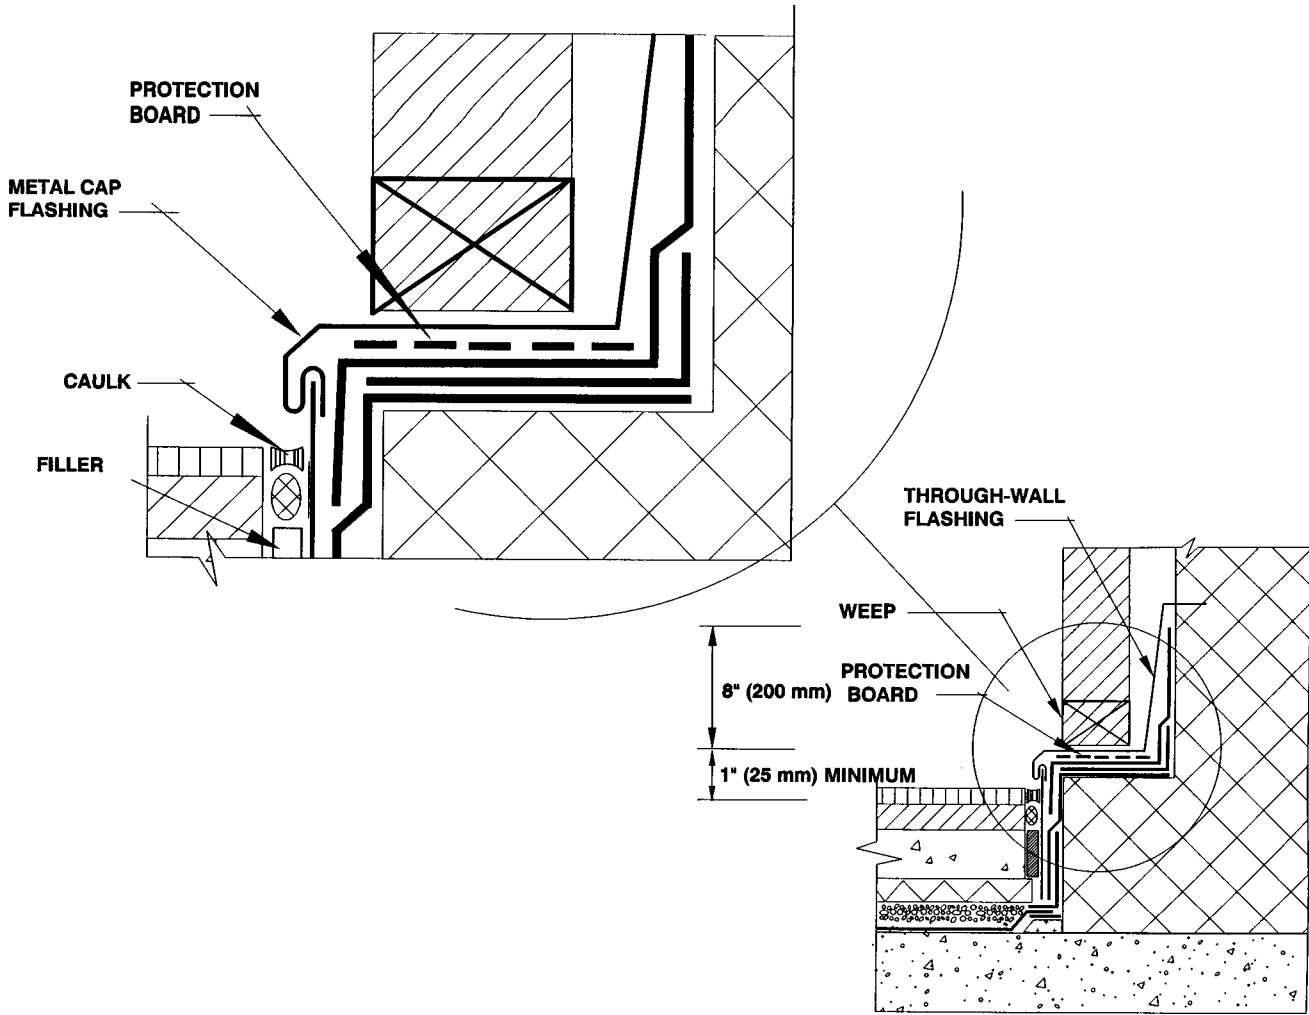 PROTECTION
BOARD
METAL CAP
FLASHING
CAULK
FILLER
THROUGH-WALL
FLASHING
WEEP
PROTECTION
BOARD
8" (200 mm)
1" (25 mm) MINIMUM